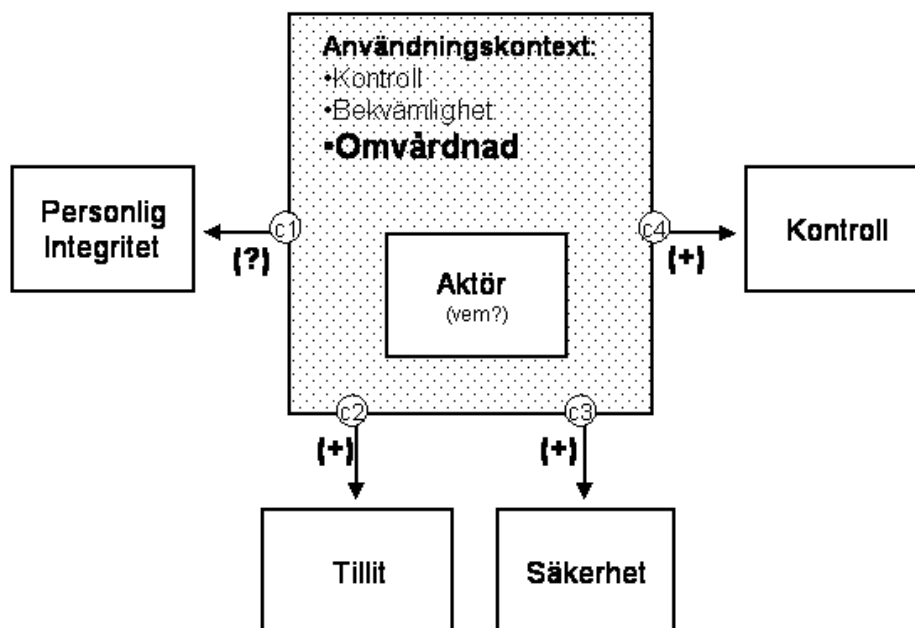 Användningskontext:
•Kontroll
•Bekvämlighet
•Omvårdnad
Personlig
Integritet
c1
(?)
Aktör
(vem?)
c4
(+)
Kontroll
c2
(+)
c3
(+)
Tillit
Säkerhet